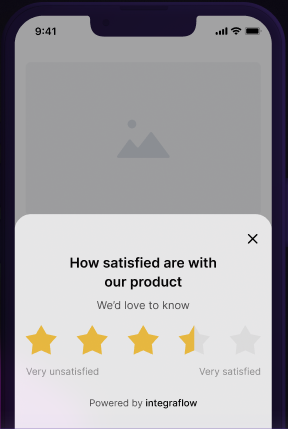 9:41
How satisfied are with
our product
We'd love to know
Very unsatisfied
Very satisfied
Powered by integraflow